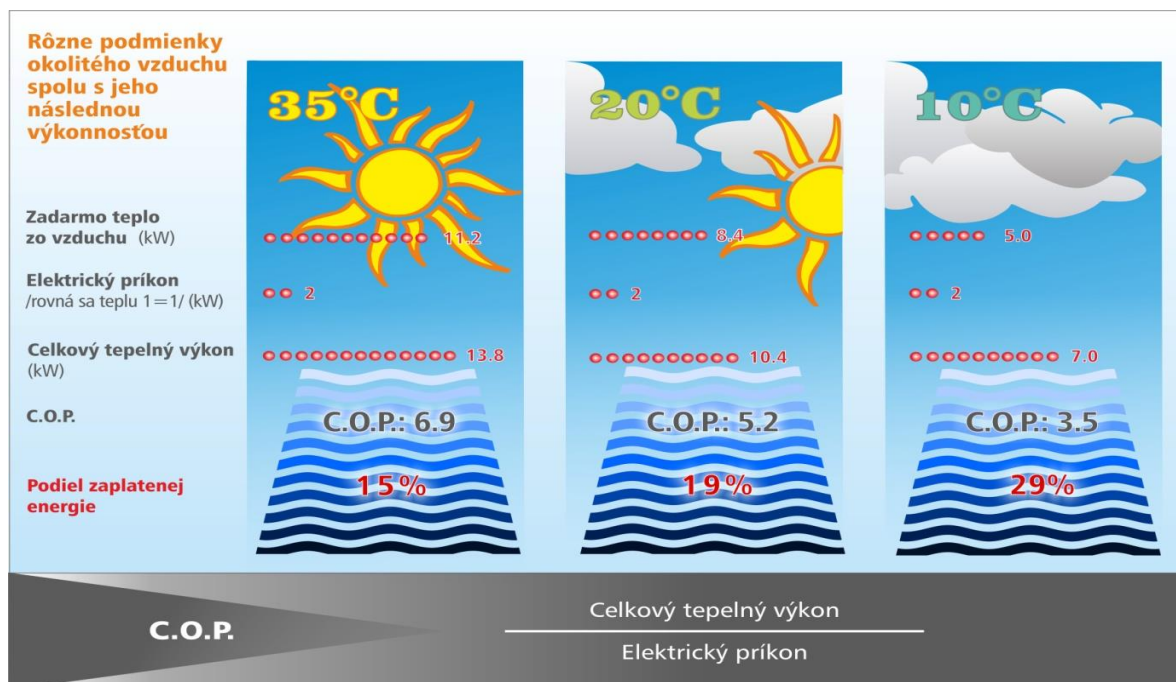 Rôzne podmienky
okolitého vzduchu
spolu s jeho
následnou
výkonnosťou
35°C
20°C
10°C
Zadarmo teplo
zo vzduchu (kW)
11.2
8.4
5.0
Elektrický príkon
/rovná sa teplu 1=1/ (kW)
2
2
2
Celkový tepelný výkon
(kW)
13.8
10.4
7.0
C.O.P.
C.O.P.: 6.9
C.O.P.: 5.2
C.O.P.: 3.5
Podiel zaplatenej
energie
15%
19%
29%
C.O.P.
Celkový tepelný výkon
Elektrický príkon